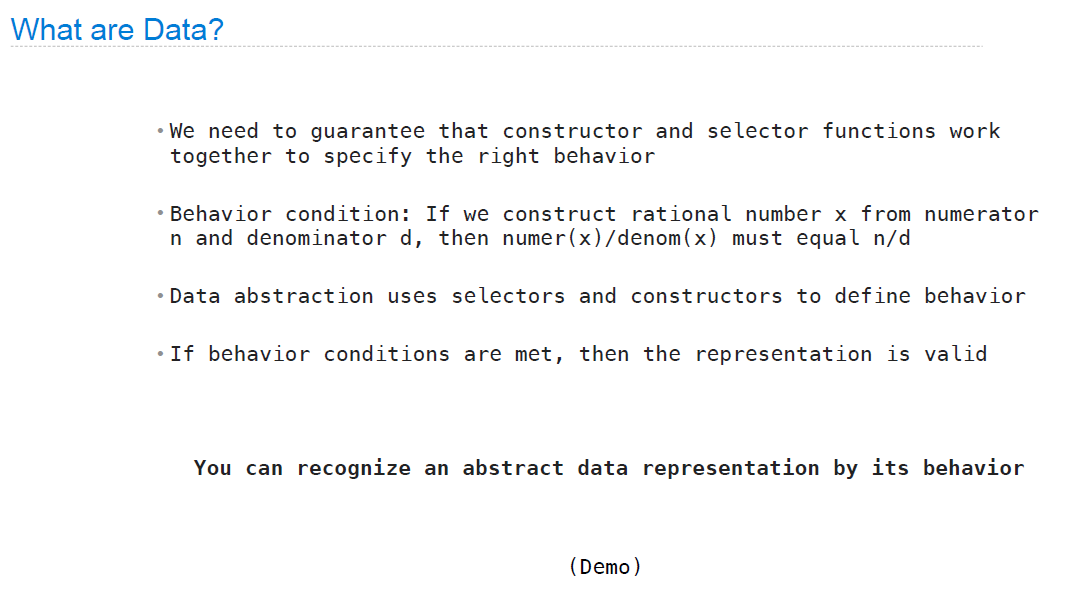 What are Data?
• We need to guarantee that constructor and selector functions work
together to specify the right behavior
• Behavior condition: If we construct rational number x from numerator
n and denominator d, then numer(x)/denom(x) must equal n/d
• Data abstraction uses selectors and constructors to define behavior
• If behavior conditions are met, then the representation is valid
You can recognize an abstract data representation by its behavior
(Demo)